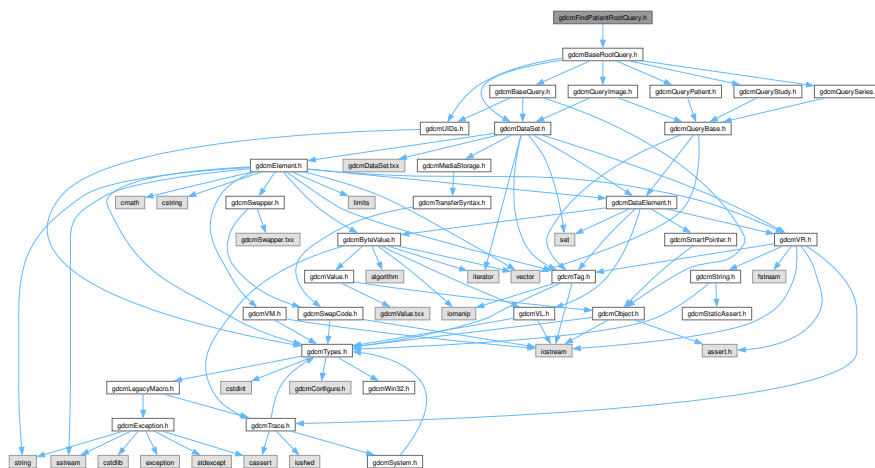 gdcmFindPatientRootQuery.h
gdcmBaseRootQuery.h
gdcmBaseQuery.h
gdcmQueryImage.h
gdcmQueryPatient.h
gdcmQueryStudy.h
gdcmQuerySeries.h
gdcmUIDs.h
gdcmDataSet.h
gdcmQueryBase.h
gdcmElement.h
gdcmDataSet.txx
gdcmMediaStorage.h
cmath
cstring
gdcmSwapper.h
limits
gdcmTransferSyntax.h
gdcmDataElement.h
gdcmSwapper.txx
gdcmByteValue.h
set
gdcmSmartPointer.h
gdcmVR.h
gdcmValue.h
algorithm
iterator
vector
gdcmTag.h
gdcmString.h
fstream
gdcmVM.h
gdcmSwapCode.h
gdcmValue.txx
iomanip
gdcmVL.h
gdcmObject.h
gdcmStaticAssert.h
gdcmTypes.h
iostream
assert.h
gdcmLegacyMacro.h
cstdint
gdcmConfigure.h
gdcmWin32.h
gdcmException.h
gdcmTrace.h
string
sstream
cstdlib
exception
stdexcept
cassert
iosfwd
gdcmSystem.h